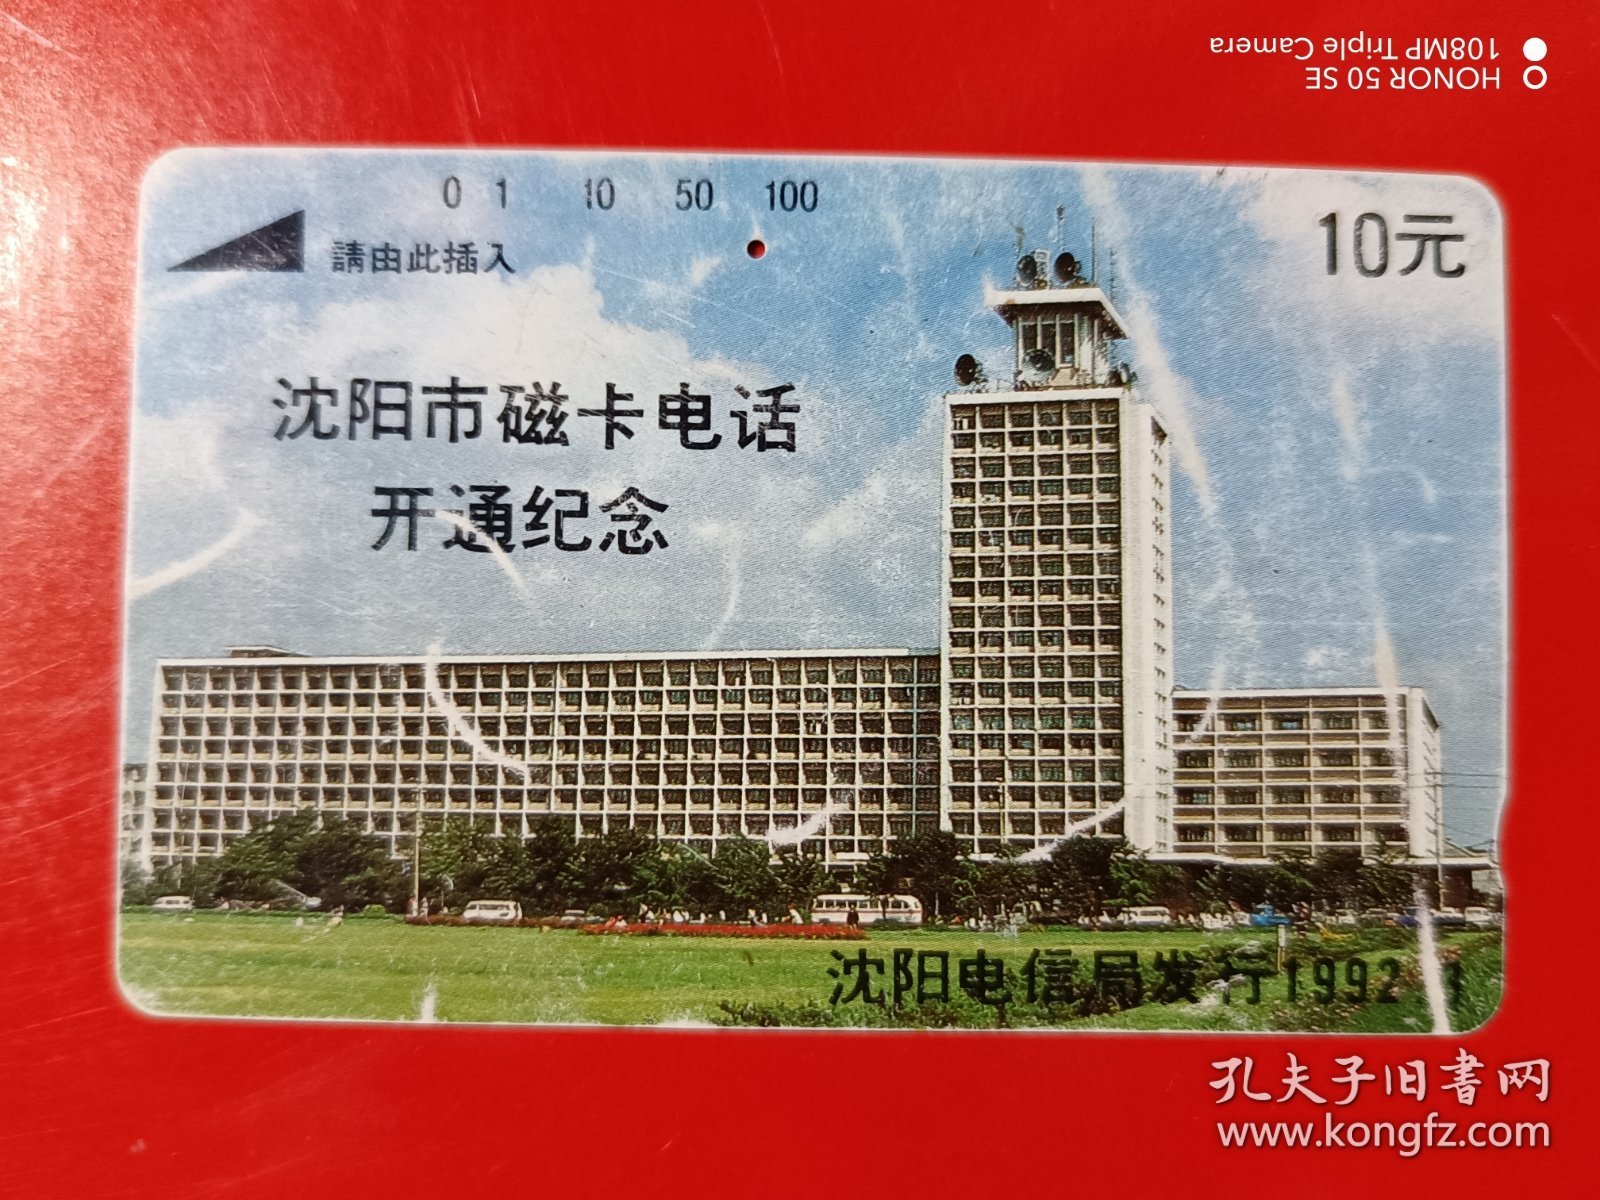 108MP Triple Camera
HONOR 50 SE
0 1 10 50 100
請由此插入
10元
沈阳市磁卡电话
开通纪念
沈阳电信局发行1992.1
孔夫子旧书网
www.kongfz.com